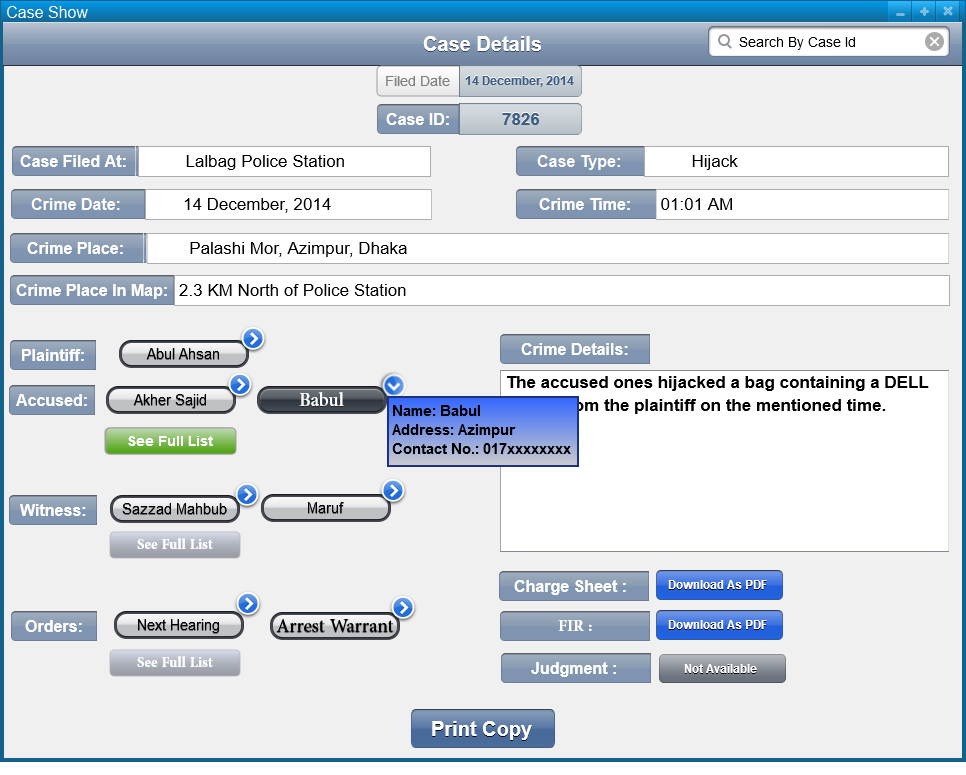 Case Show
Case Details
Search By Case Id
Filed Date 14 December, 2014
Case ID: 7826
Case Filed At: Lalbag Police Station
Case Type: Hijack
Crime Date: 14 December, 2014
Crime Time: 01:01 AM
Crime Place: Palashi Mor, Azimpur, Dhaka
Crime Place In Map: 2.3 KM North of Police Station
Plaintiff: Abul Ahsan
Accused: Akher Sajid Babul
Name: Babul
Address: Azimpur
Contact No.: 017xxxxxxxx
See Full List
Witness: Sazzad Mahbub Maruf
See Full List
Orders: Next Hearing Arrest Warrant
See Full List
Crime Details:
The accused ones hijacked a bag containing a DELL
the plaintiff on the mentioned time.
Charge Sheet : Download As PDF
FIR : Download As PDF
Judgment : Not Available
Print Copy